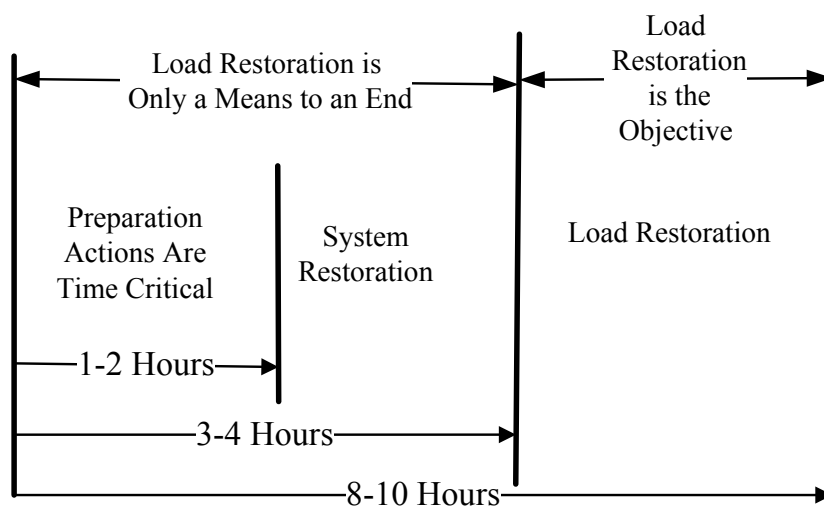 Load Restoration is
Only a Means to an End
Load
Restoration
is the
Objective
Preparation
Actions Are
Time Critical
System
Restoration
Load Restoration
1-2 Hours
3-4 Hours
8-10 Hours